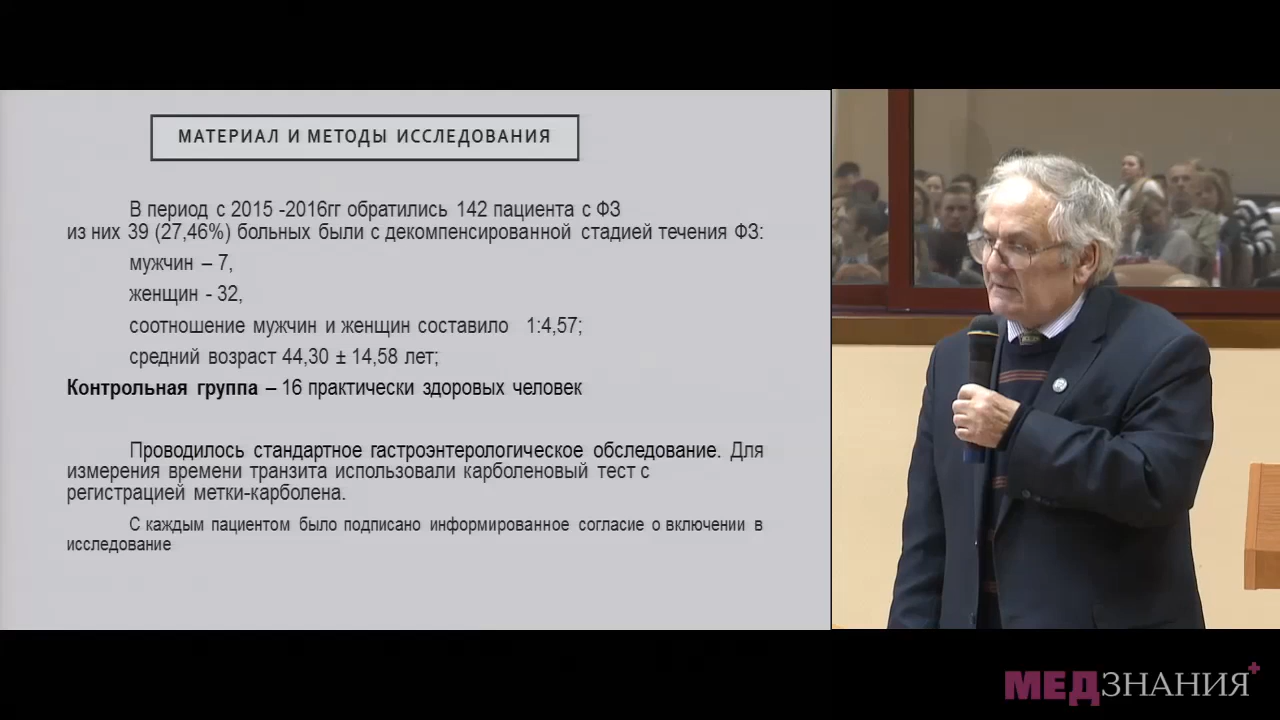 МАТЕРИАЛ И МЕТОДЫ ИССЛЕДОВАНИЯ
В период с 2015 -2016гг обратились 142 пациента с ФЗ
из них 39 (27,46%) больных были с декомпенсированной стадией течения ФЗ:
мужчин – 7,
женщин - 32,
соотношение мужчин и женщин составило 1:4,57;
средний возраст 44,30 ± 14,58 лет;
Контрольная группа – 16 практически здоровых человек
Проводилось стандартное гастроэнтерологическое обследование. Для
измерения времени транзита использовали карболеновый тест с
регистрацией метки-карболена.
С каждым пациентом было подписано информированное согласие о включении в
исследование
МЕДЗНАНИЯ+